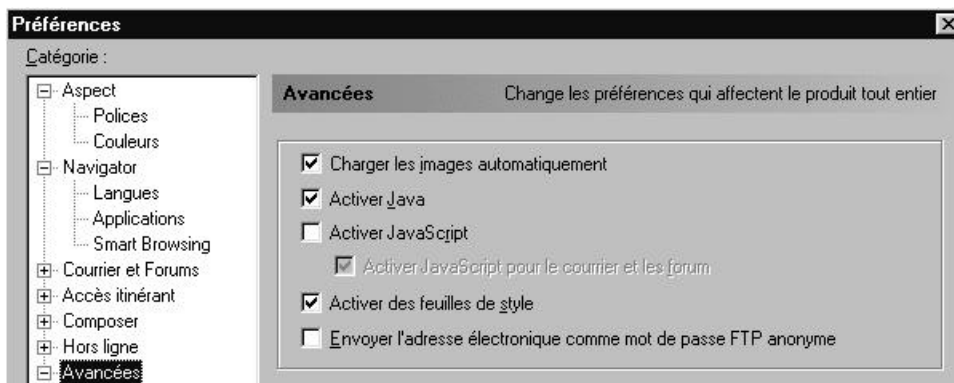 Préférences
Catégorie :
Aspect
Polices
Couleurs
Navigator
Langues
Applications
Smart Browsing
Courrier et Forums
Accès itinérant
Composer
Hors ligne
Avancées
Avancées Change les préférences qui affectent le produit tout entier
Charger les images automatiquement
Activer Java
Activer JavaScript
Activer JavaScript pour le courrier et les forum
Activer des feuilles de style
Envoyer l'adresse électronique comme mot de passe FTP anonyme